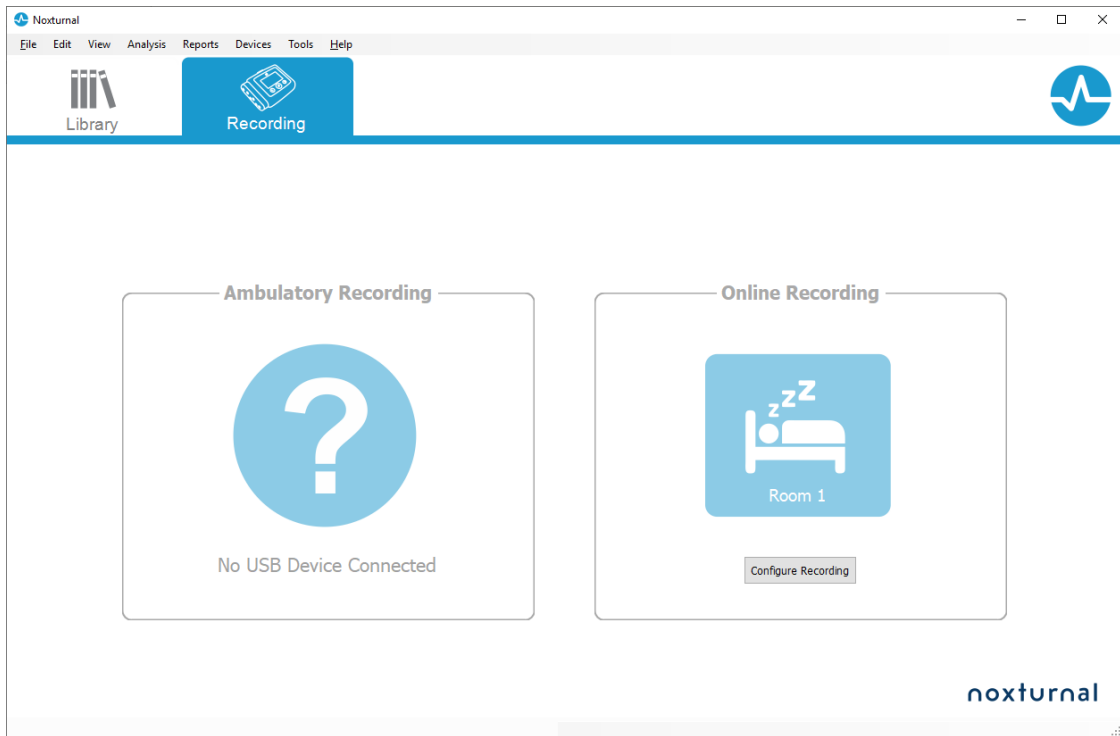 Noxturnal
File Edit View Analysis Reports Devices Tools Help
Library
Recording
Ambulatory Recording
?
No USB Device Connected
Online Recording
zzZ
Room 1
Configure Recording
noxturnal